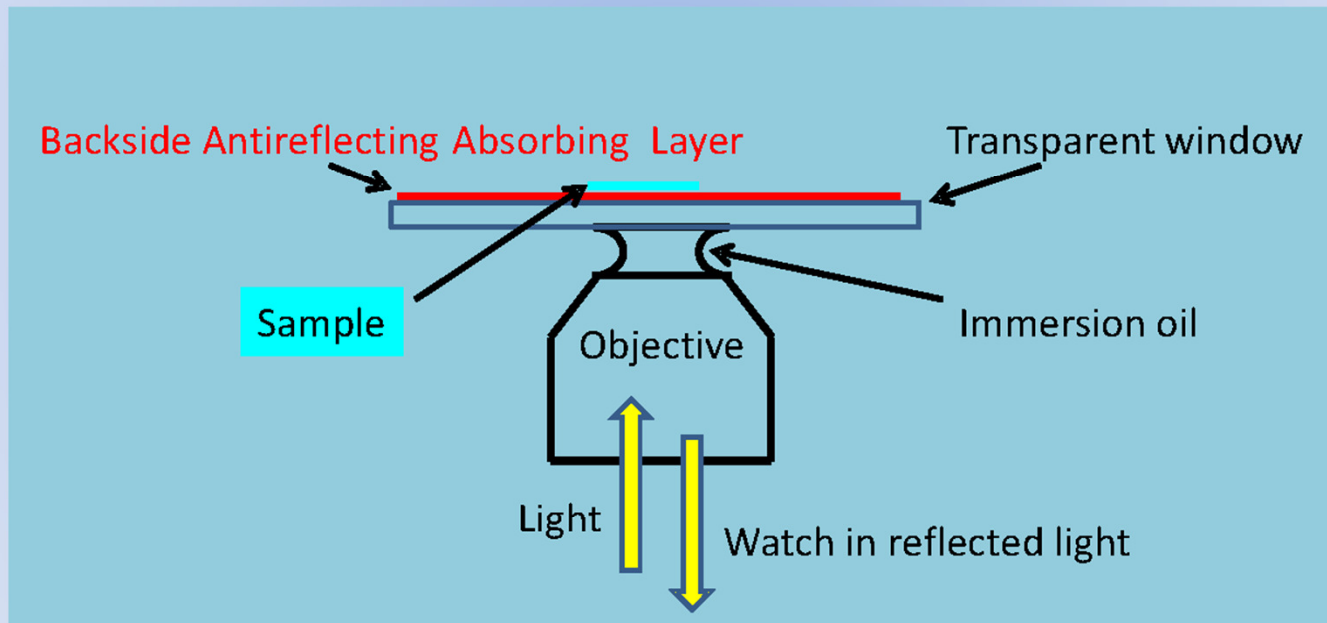 Backside Antireflecting Absorbing Layer
Transparent window
Sample
Immersion oil
Objective
Light
Watch in reflected light